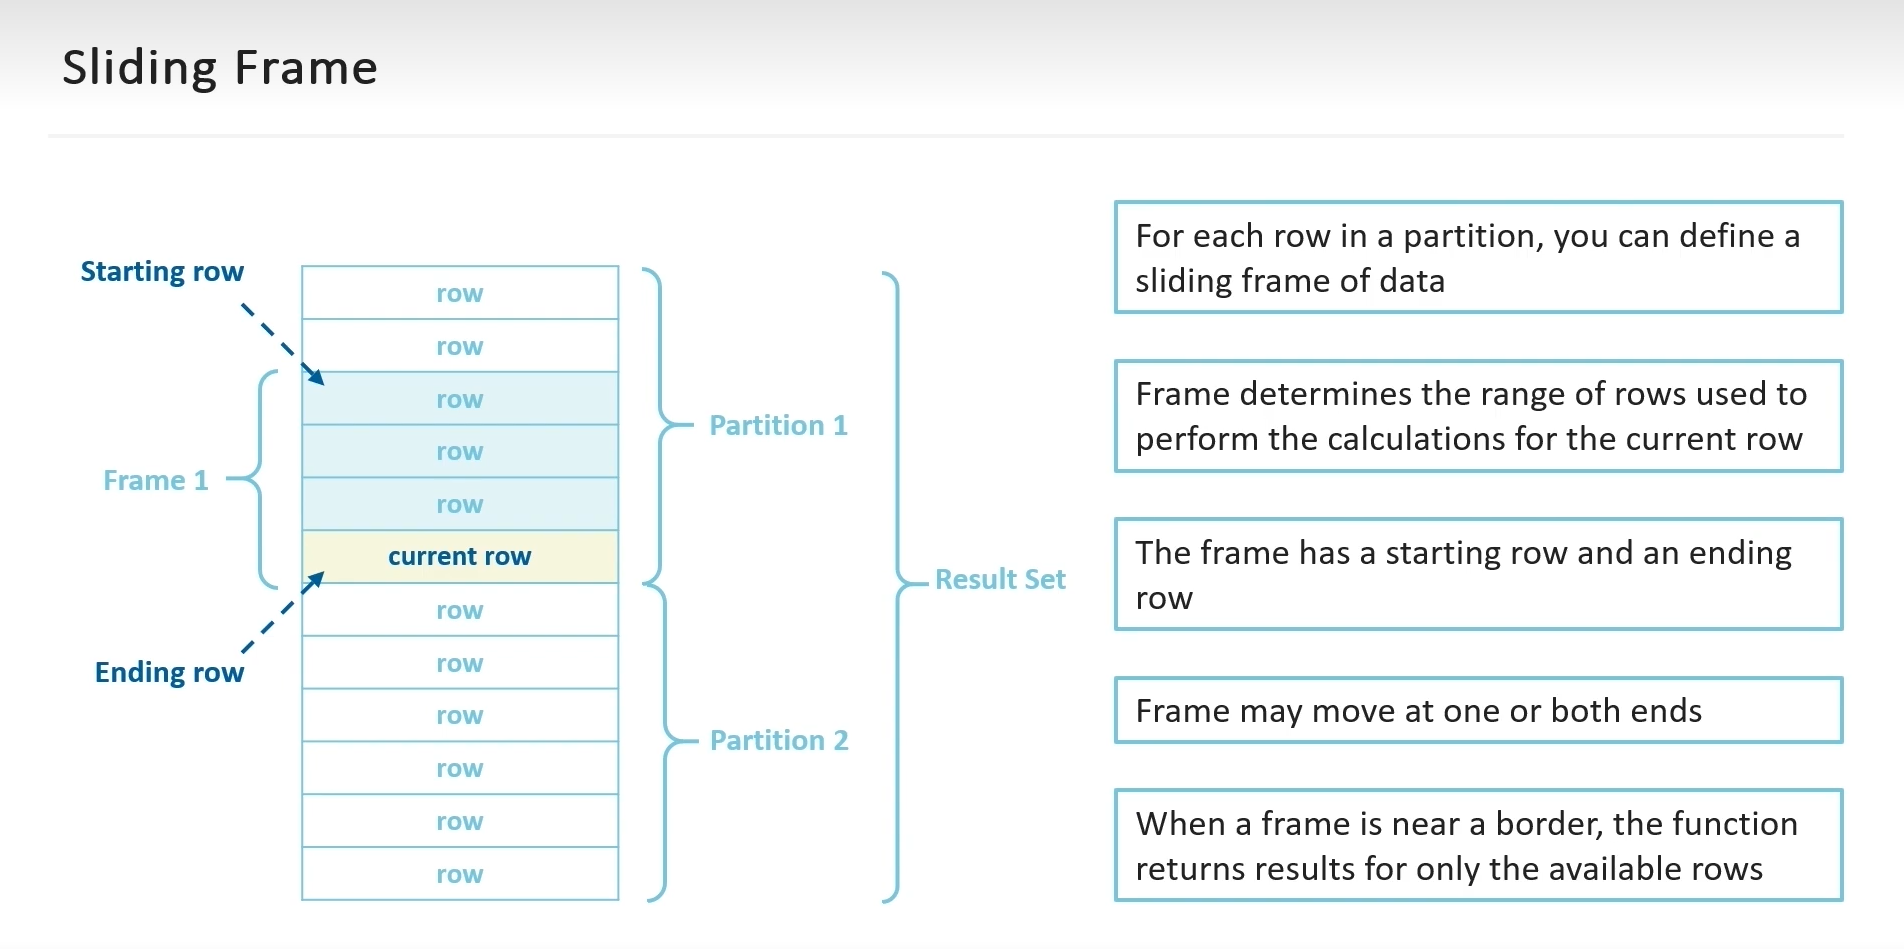 Sliding Frame
Starting row
row
row
row
row
row
current row
row
row
row
row
row
row
Frame 1
Ending row
Partition 1
Partition 2
Result Set
For each row in a partition, you can define a
sliding frame of data
Frame determines the range of rows used to
perform the calculations for the current row
The frame has a starting row and an ending
row
Frame may move at one or both ends
When a frame is near a border, the function
returns results for only the available rows